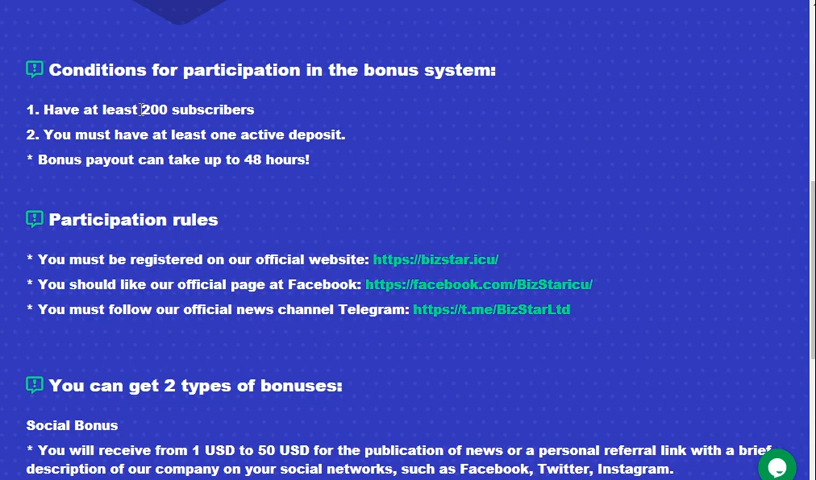 Conditions for participation in the bonus system:
1. Have at least 200 subscribers
2. You must have at least one active deposit.
* Bonus payout can take up to 48 hours!
Participation rules
* You must be registered on our official website: https://bizstar.icu/
* You should like our official page at Facebook: https://facebook.com/BizStaricu/
* You must follow our official news channel Telegram: https://t.me/BizStarLtd
You can get 2 types of bonuses:
Social Bonus
* You will receive from 1 USD to 50 USD for the publication of news or a personal referral link with a brief
description of our company on your social networks, such as Facebook, Twitter, Instagram.